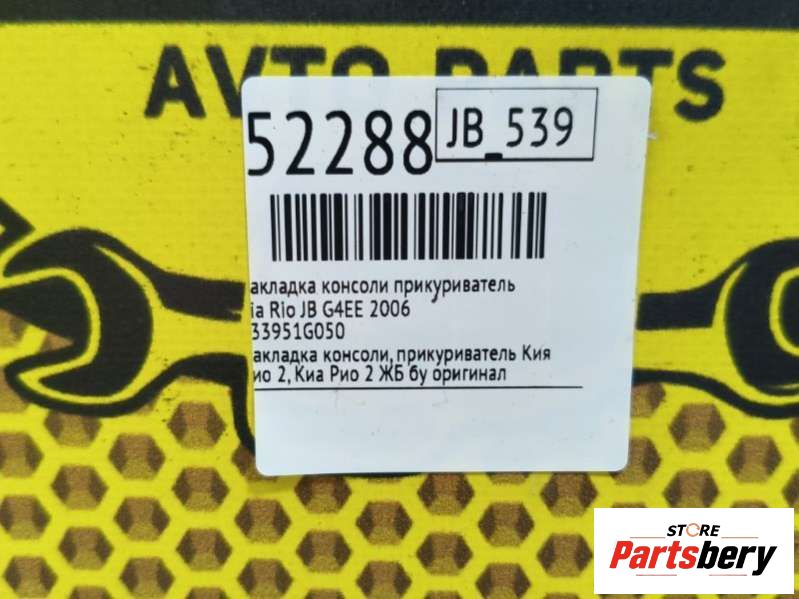 AVTO PARTS
52288
JB_539
акладка консоли прикуриватель
ia Rio JB G4EE 2006
33951G050
акладка консоли, прикуриватель Кия
ио 2, Киа Рио 2 ЖБ бу оригинал
STORE
Partsbery